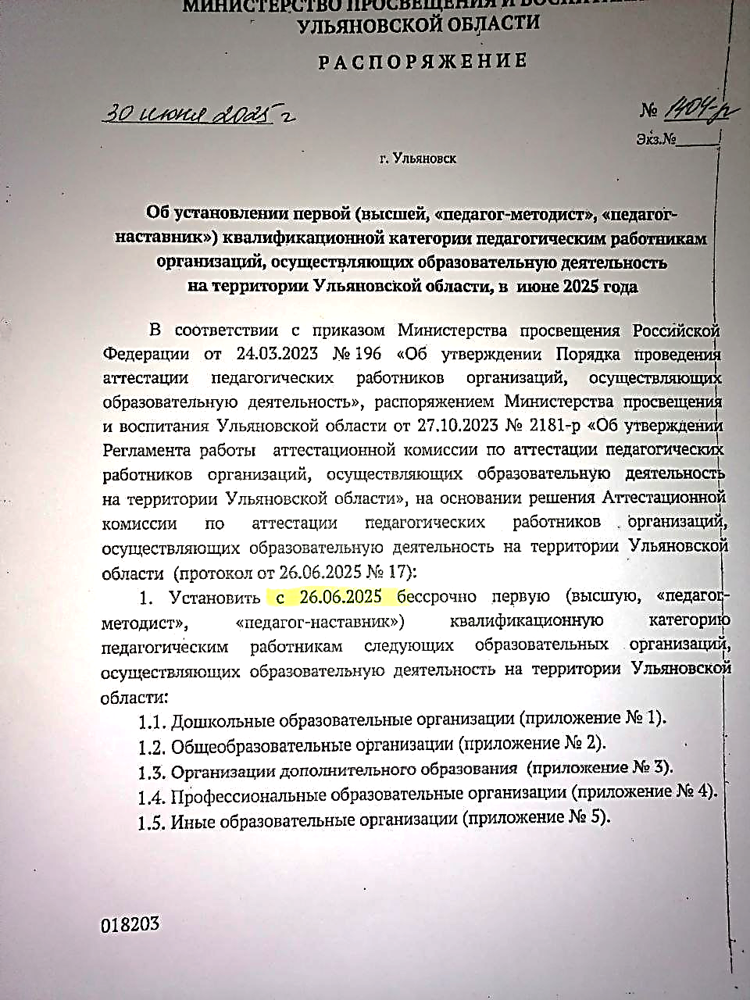 МИНИСТЕРСТВО ПРОСВЕЩЕНИЯ И
УЛЬЯНОВСКОЙ ОБЛАСТИ
РАСПОРЯЖЕНИЕ
30 июня 2025 г
№ 1404-р
Экз.№
г. Ульяновск
Об установлении первой (высшей, «педагог-методист», «педагог-
наставник») квалификационной категории педагогическим работникам
организаций, осуществляющих образовательную деятельность
на территории Ульяновской области, в июне 2025 года
В соответствии с приказом Министерства просвещения Российской
Федерации от 24.03.2023 № 196 «Об утверждении Порядка проведения
аттестации педагогических работников организаций, осуществляющих
образовательную деятельность», распоряжением Министерства просвещения
и воспитания Ульяновской области от 27.10.2023 № 2181-р «Об утверждении
Регламента работы аттестационной комиссии по аттестации педагогических
работников организаций, осуществляющих образовательную деятельность
на территории Ульяновской области», на основании решения Аттестационной
комиссии по аттестации педагогических работников организаций,
осуществляющих образовательную деятельность на территории Ульяновской
области (протокол от 26.06.2025 № 17):
1. Установить с 26.06.2025 бессрочно первую (высшую, «педагог-
методист», «педагог-наставник») квалификационную категорию
педагогическим работникам следующих образовательных организаций,
осуществляющих образовательную деятельность на территории Ульяновской
области:
1.1. Дошкольные образовательные организации (приложение № 1).
1.2. Общеобразовательные организации (приложение № 2).
1.3. Организации дополнительного образования (приложение № 3).
1.4. Профессиональные образовательные организации (приложение № 4).
1.5. Иные образовательные организации (приложение № 5).
018203